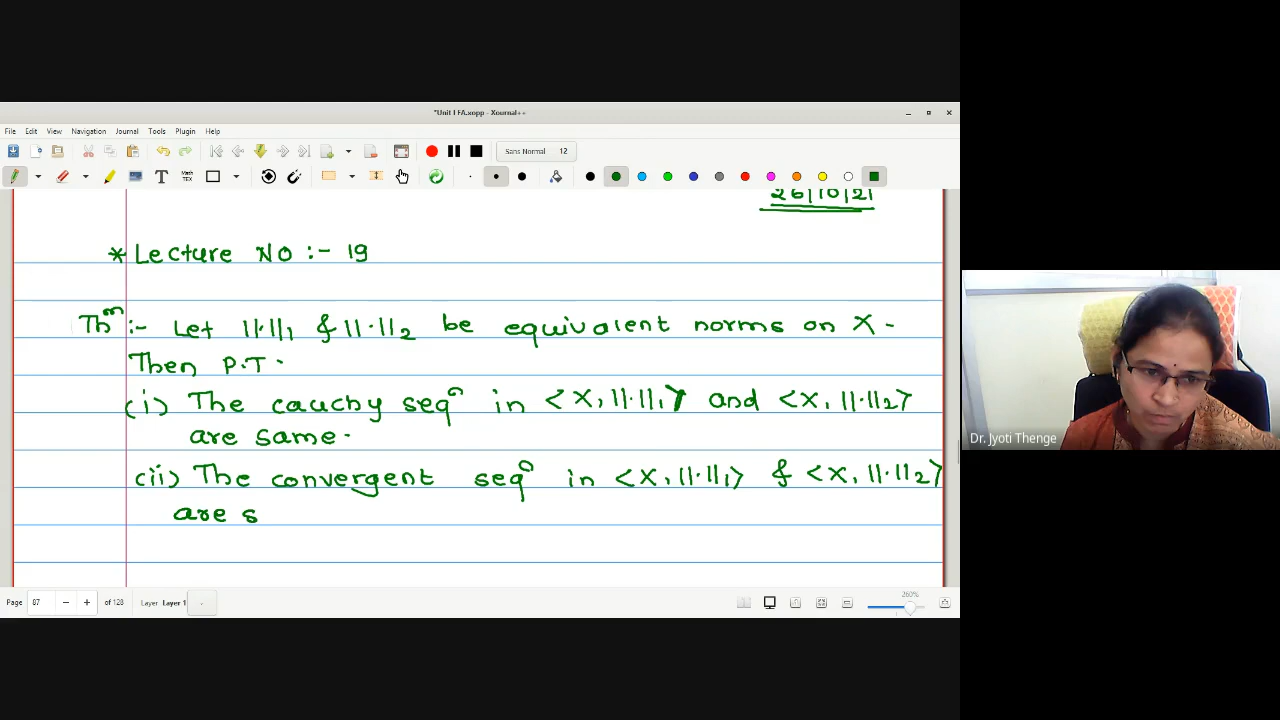 *Unit I FA.xopp - Xournal++
File Edit View Navigation Journal Tools Plugin Help
Sans Normal 12
26/10/21
* Lecture No :- 19
Thm :- Let ||·||1 & ||·||2 be equivalent norms on X.
Then P.T.
(i) The cauchy seqn in <X, ||·||1> and <X, ||·||2>
are same.
(ii) The convergent seqn in <X, ||·||1> & <X, ||·||2>
are s
Dr. Jyoti Thenge
Page 87 of 128 Layer Layer 1 260%